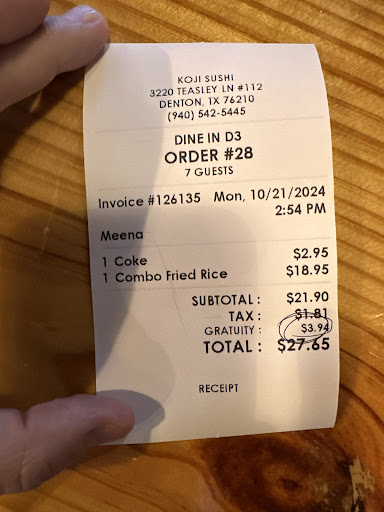 KOJI SUSHI
3220 TEASLEY LN #112
DENTON, TX 76210
(940) 542-5445
DINE IN D3
ORDER #28
7 GUESTS
Invoice #126135 Mon, 10/21/2024
2:54 PM
Meena
1 Coke $2.95
1 Combo Fried Rice $18.95
SUBTOTAL : $21.90
TAX : $1.81
GRATUITY : $3.94
TOTAL : $27.65
RECEIPT